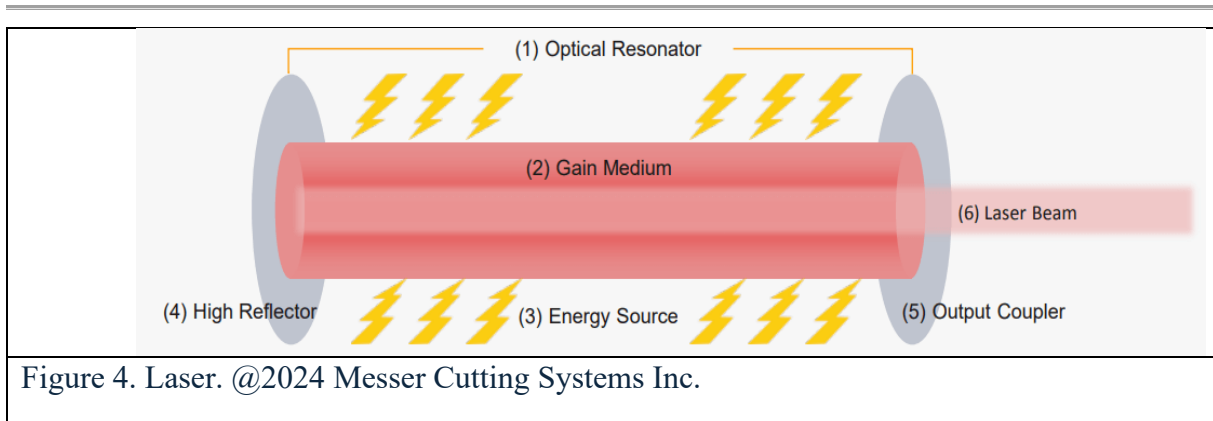 (1) Optical Resonator
(2) Gain Medium
(6) Laser Beam
(4) High Reflector
(3) Energy Source
(5) Output Coupler
Figure 4. Laser. @2024 Messer Cutting Systems Inc.